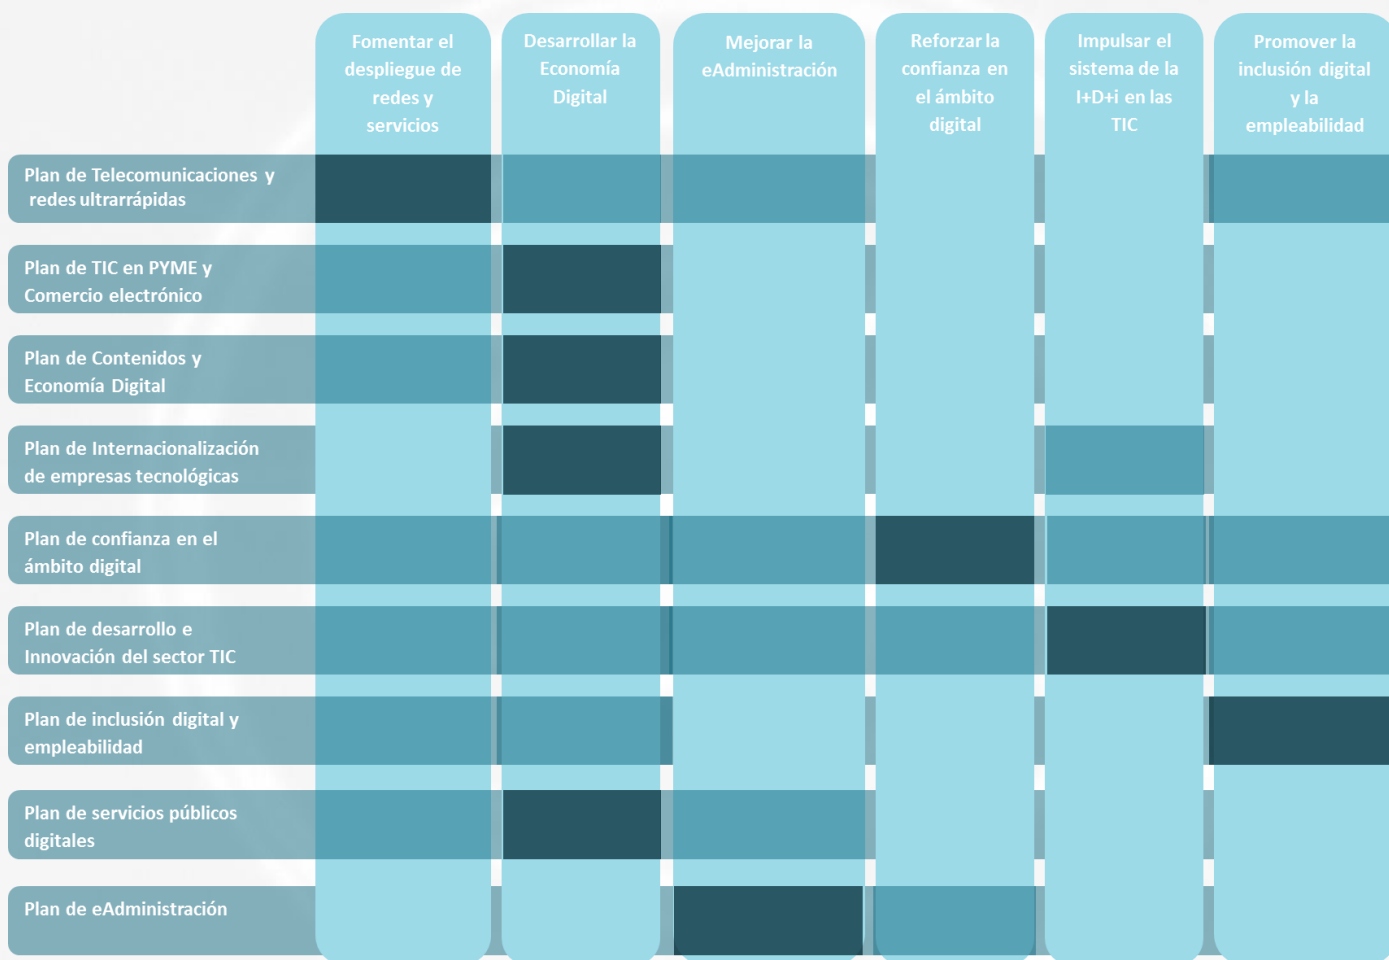 Fomentar el
despliegue de
redes y
servicios
Desarrollar la
Economía
Digital
Mejorar la
eAdministración
Reforzar la
confianza en
el ámbito
digital
Impulsar el
sistema de la
I+D+i en las
TIC
Promover la
inclusión digital
y la
empleabilidad
Plan de Telecomunicaciones y
redes ultrarrápidas
Plan de TIC en PYME y
Comercio electrónico
Plan de Contenidos y
Economía Digital
Plan de Internacionalización
de empresas tecnológicas
Plan de confianza en el
ámbito digital
Plan de desarrollo e
Innovación del sector TIC
Plan de inclusión digital y
empleabilidad
Plan de servicios públicos
digitales
Plan de eAdministración